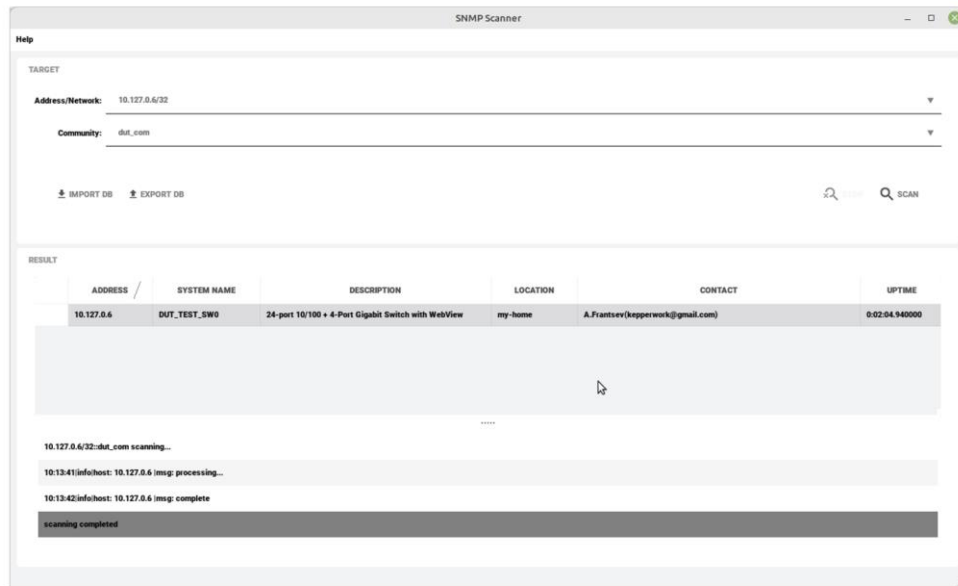 SNMP Scanner
Help
TARGET
Address/Network: 10.127.0.6/32
Community: dut_com
IMPORT DB EXPORT DB SCAN
RESULT
ADDRESS SYSTEM NAME DESCRIPTION LOCATION CONTACT UPTIME
10.127.0.6 DUT_TEST_SW0 24-port 10/100 + 4-Port Gigabit Switch with WebView my-home A.Frantsev(kepperwork@gmail.com) 0:02:04.940000
10.127.0.6/32::dut_com scanning...
10:13:41|info|host: 10.127.0.6 |msg: processing...
10:13:42|info|host: 10.127.0.6 |msg: complete
scanning completed